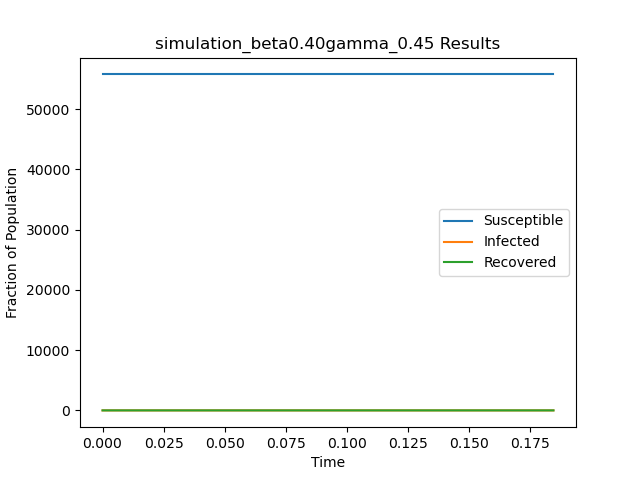 simulation_beta0.40gamma_0.45 Results
Fraction of Population
50000
40000
30000
20000
10000
0
Susceptible
Infected
Recovered
0.000 0.025 0.050 0.075 0.100 0.125 0.150 0.175
Time